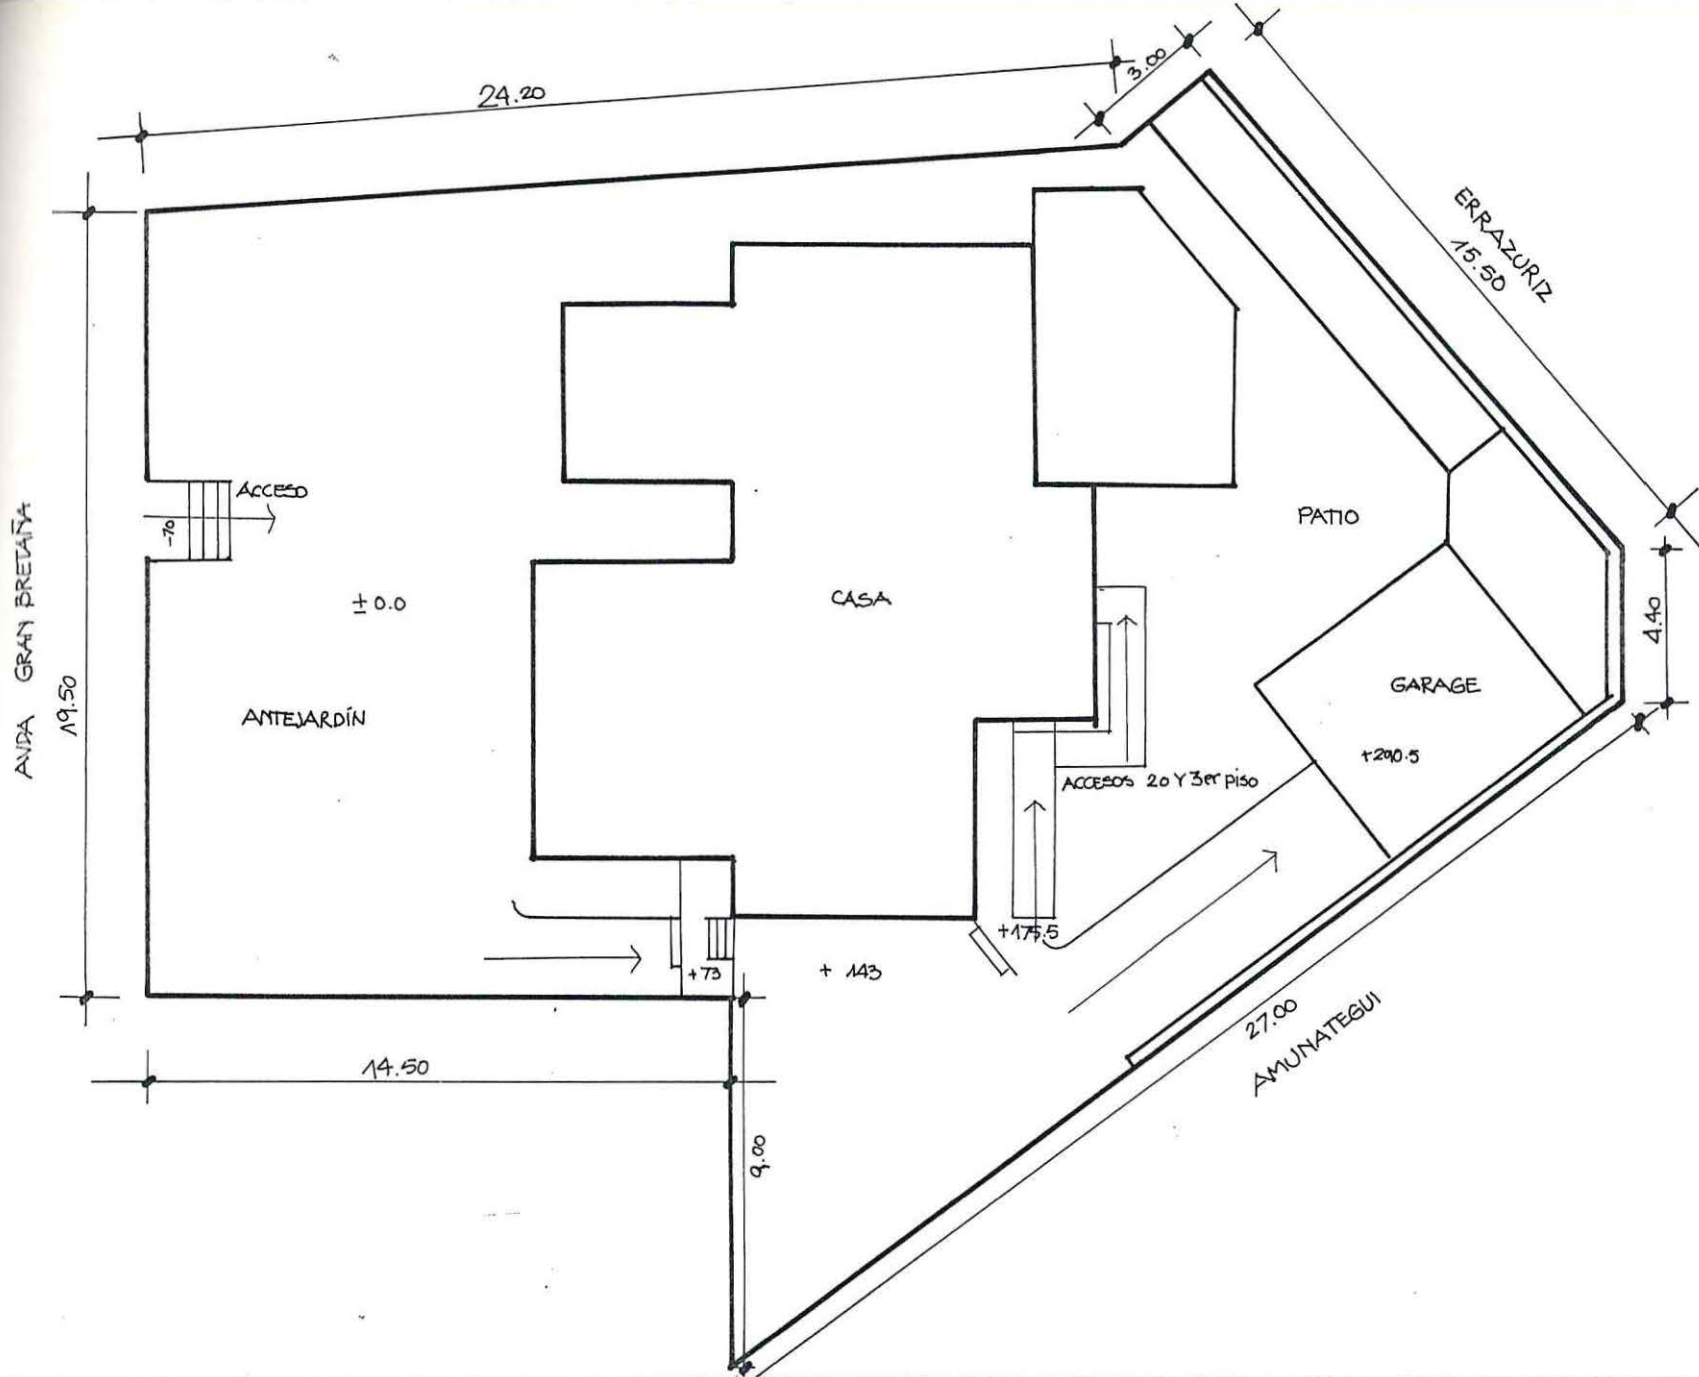 24.20
3.00
ERRAZURIZ
15.50
AVDA GRAN BRETAÑA
19.50
ACCESO
-70
± 0.0
ANTEJARDÍN
CASA
PATIO
GARAGE
+290.5
4.40
ACCESOS 2o Y 3er piso
+175.5
+73
+ 143
27.00
AMUNATEGUI
14.50
9.00